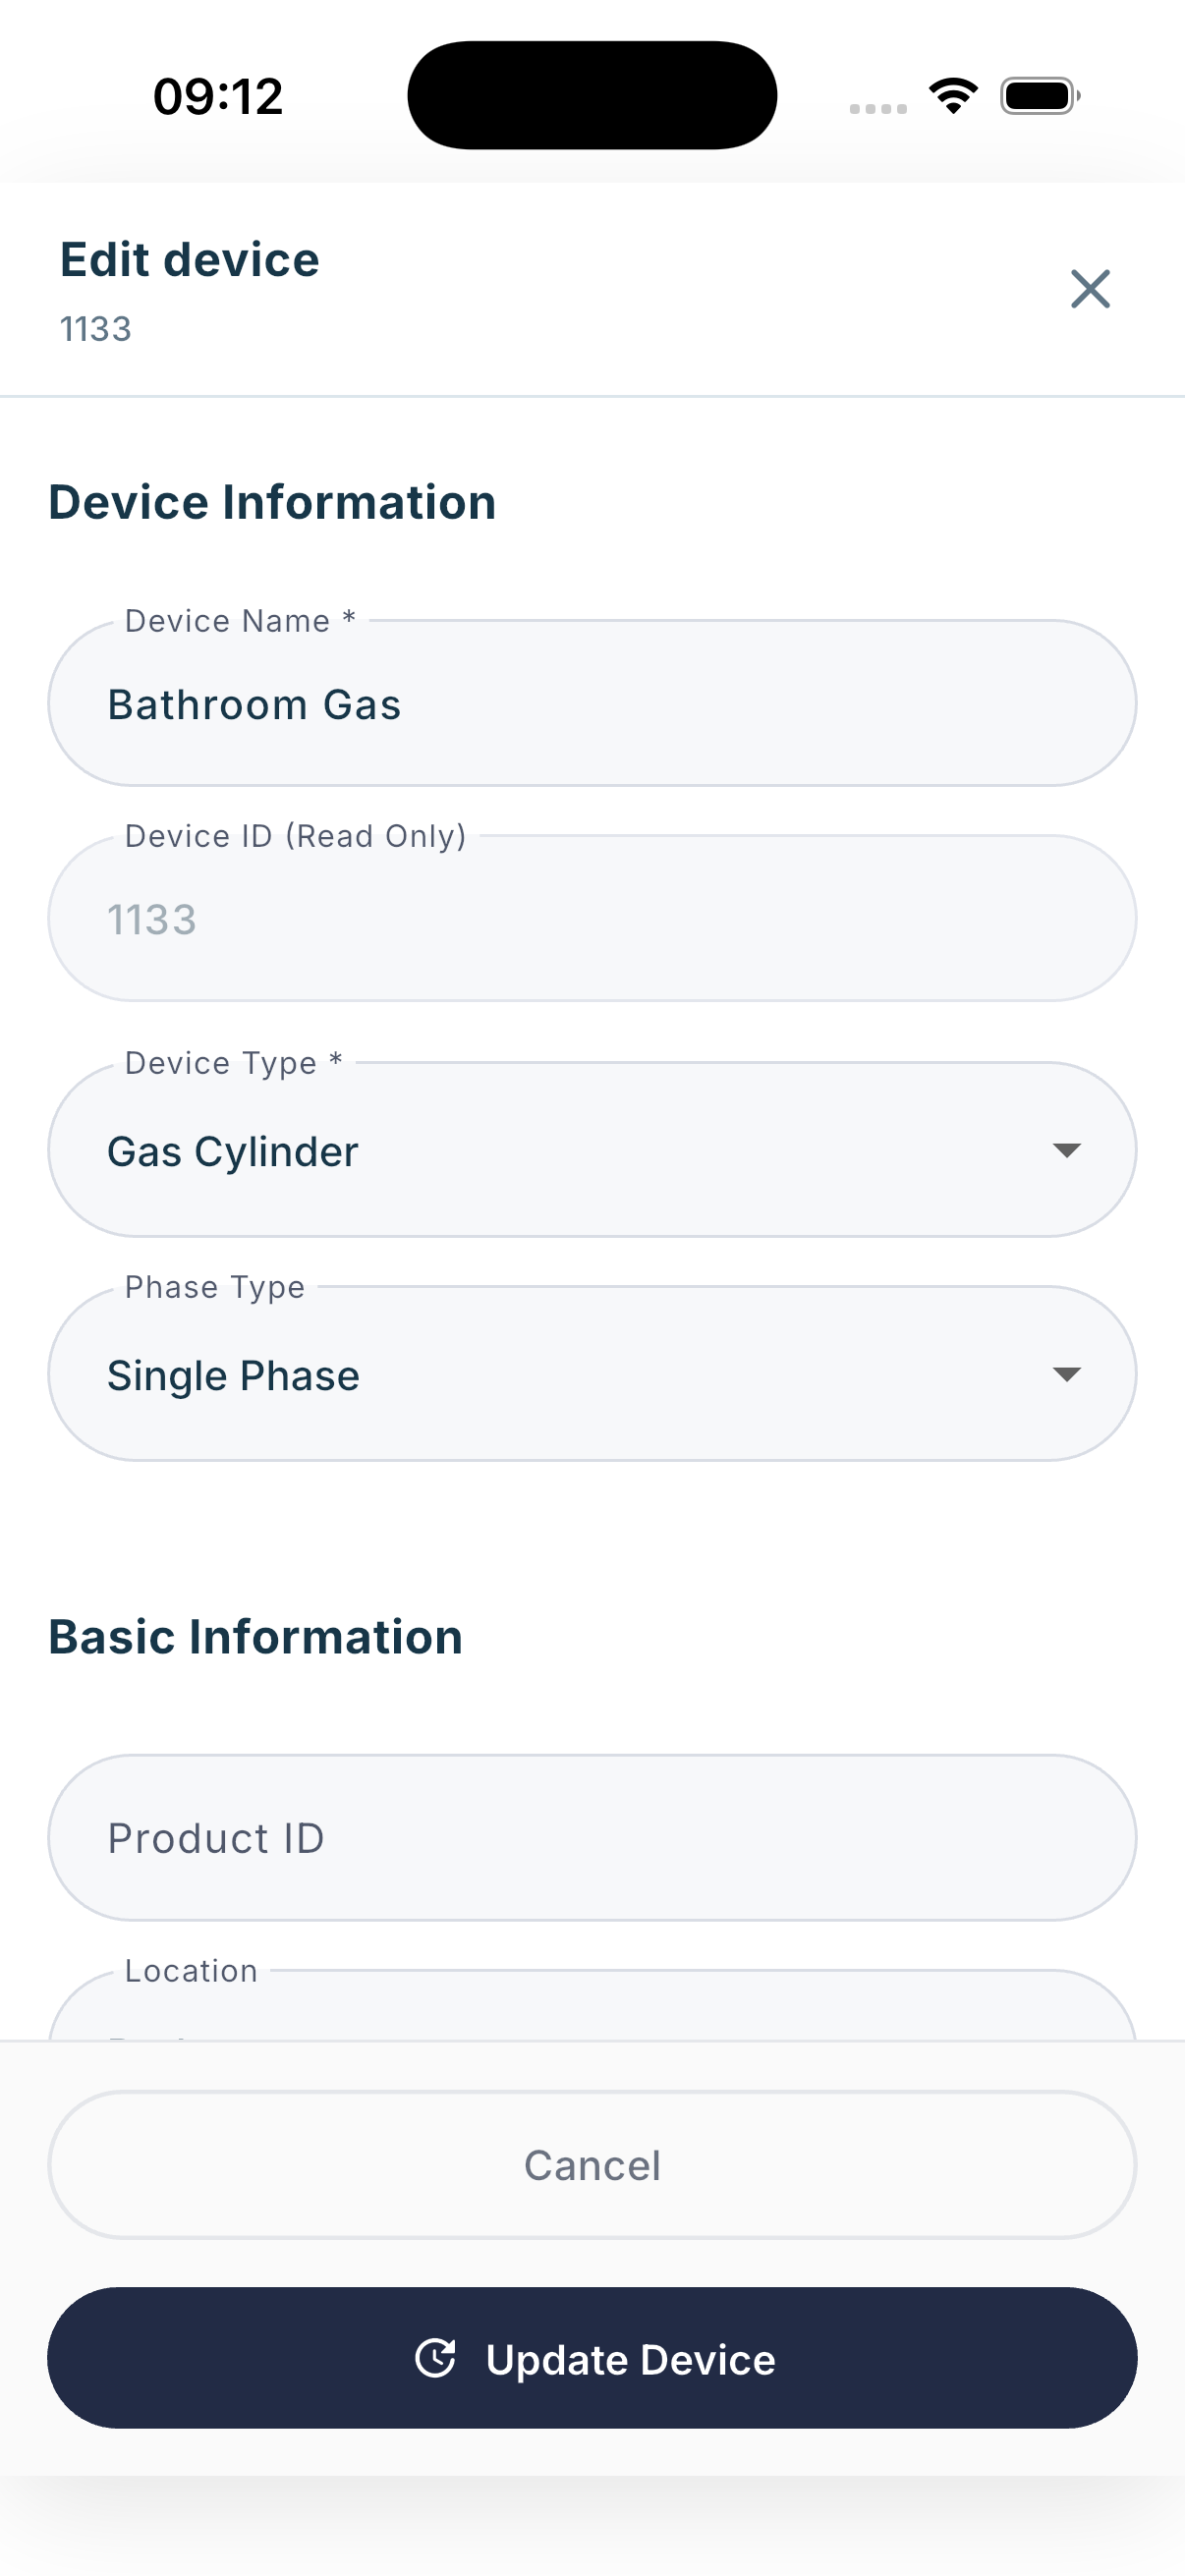 09:12
Edit device
1133
Device Information
Device Name *
Bathroom Gas
Device ID (Read Only)
1133
Device Type *
Gas Cylinder
Phase Type
Single Phase
Basic Information
Product ID
Location
Cancel
Update Device